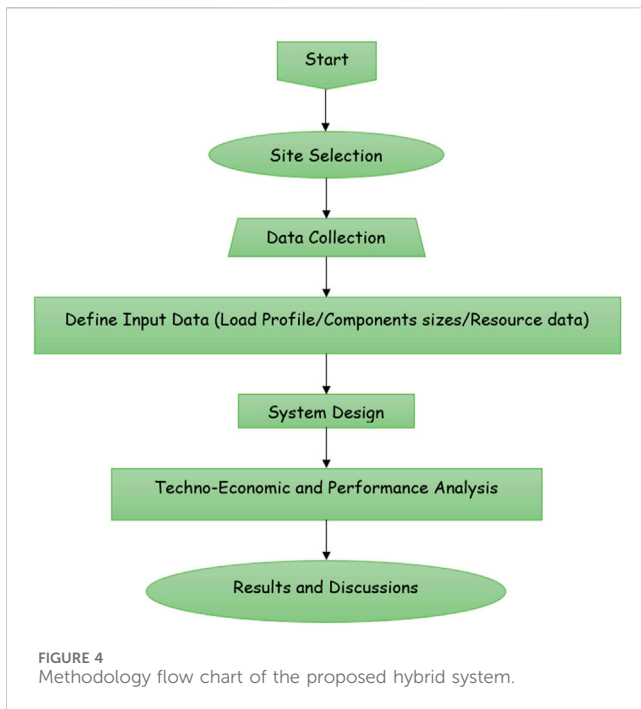 Start
Site Selection
Data Collection
Define Input Data (Load Profile/Components sizes/Resource data)
System Design
Techno-Economic and Performance Analysis
Results and Discussions
FIGURE 4
Methodology flow chart of the proposed hybrid system.